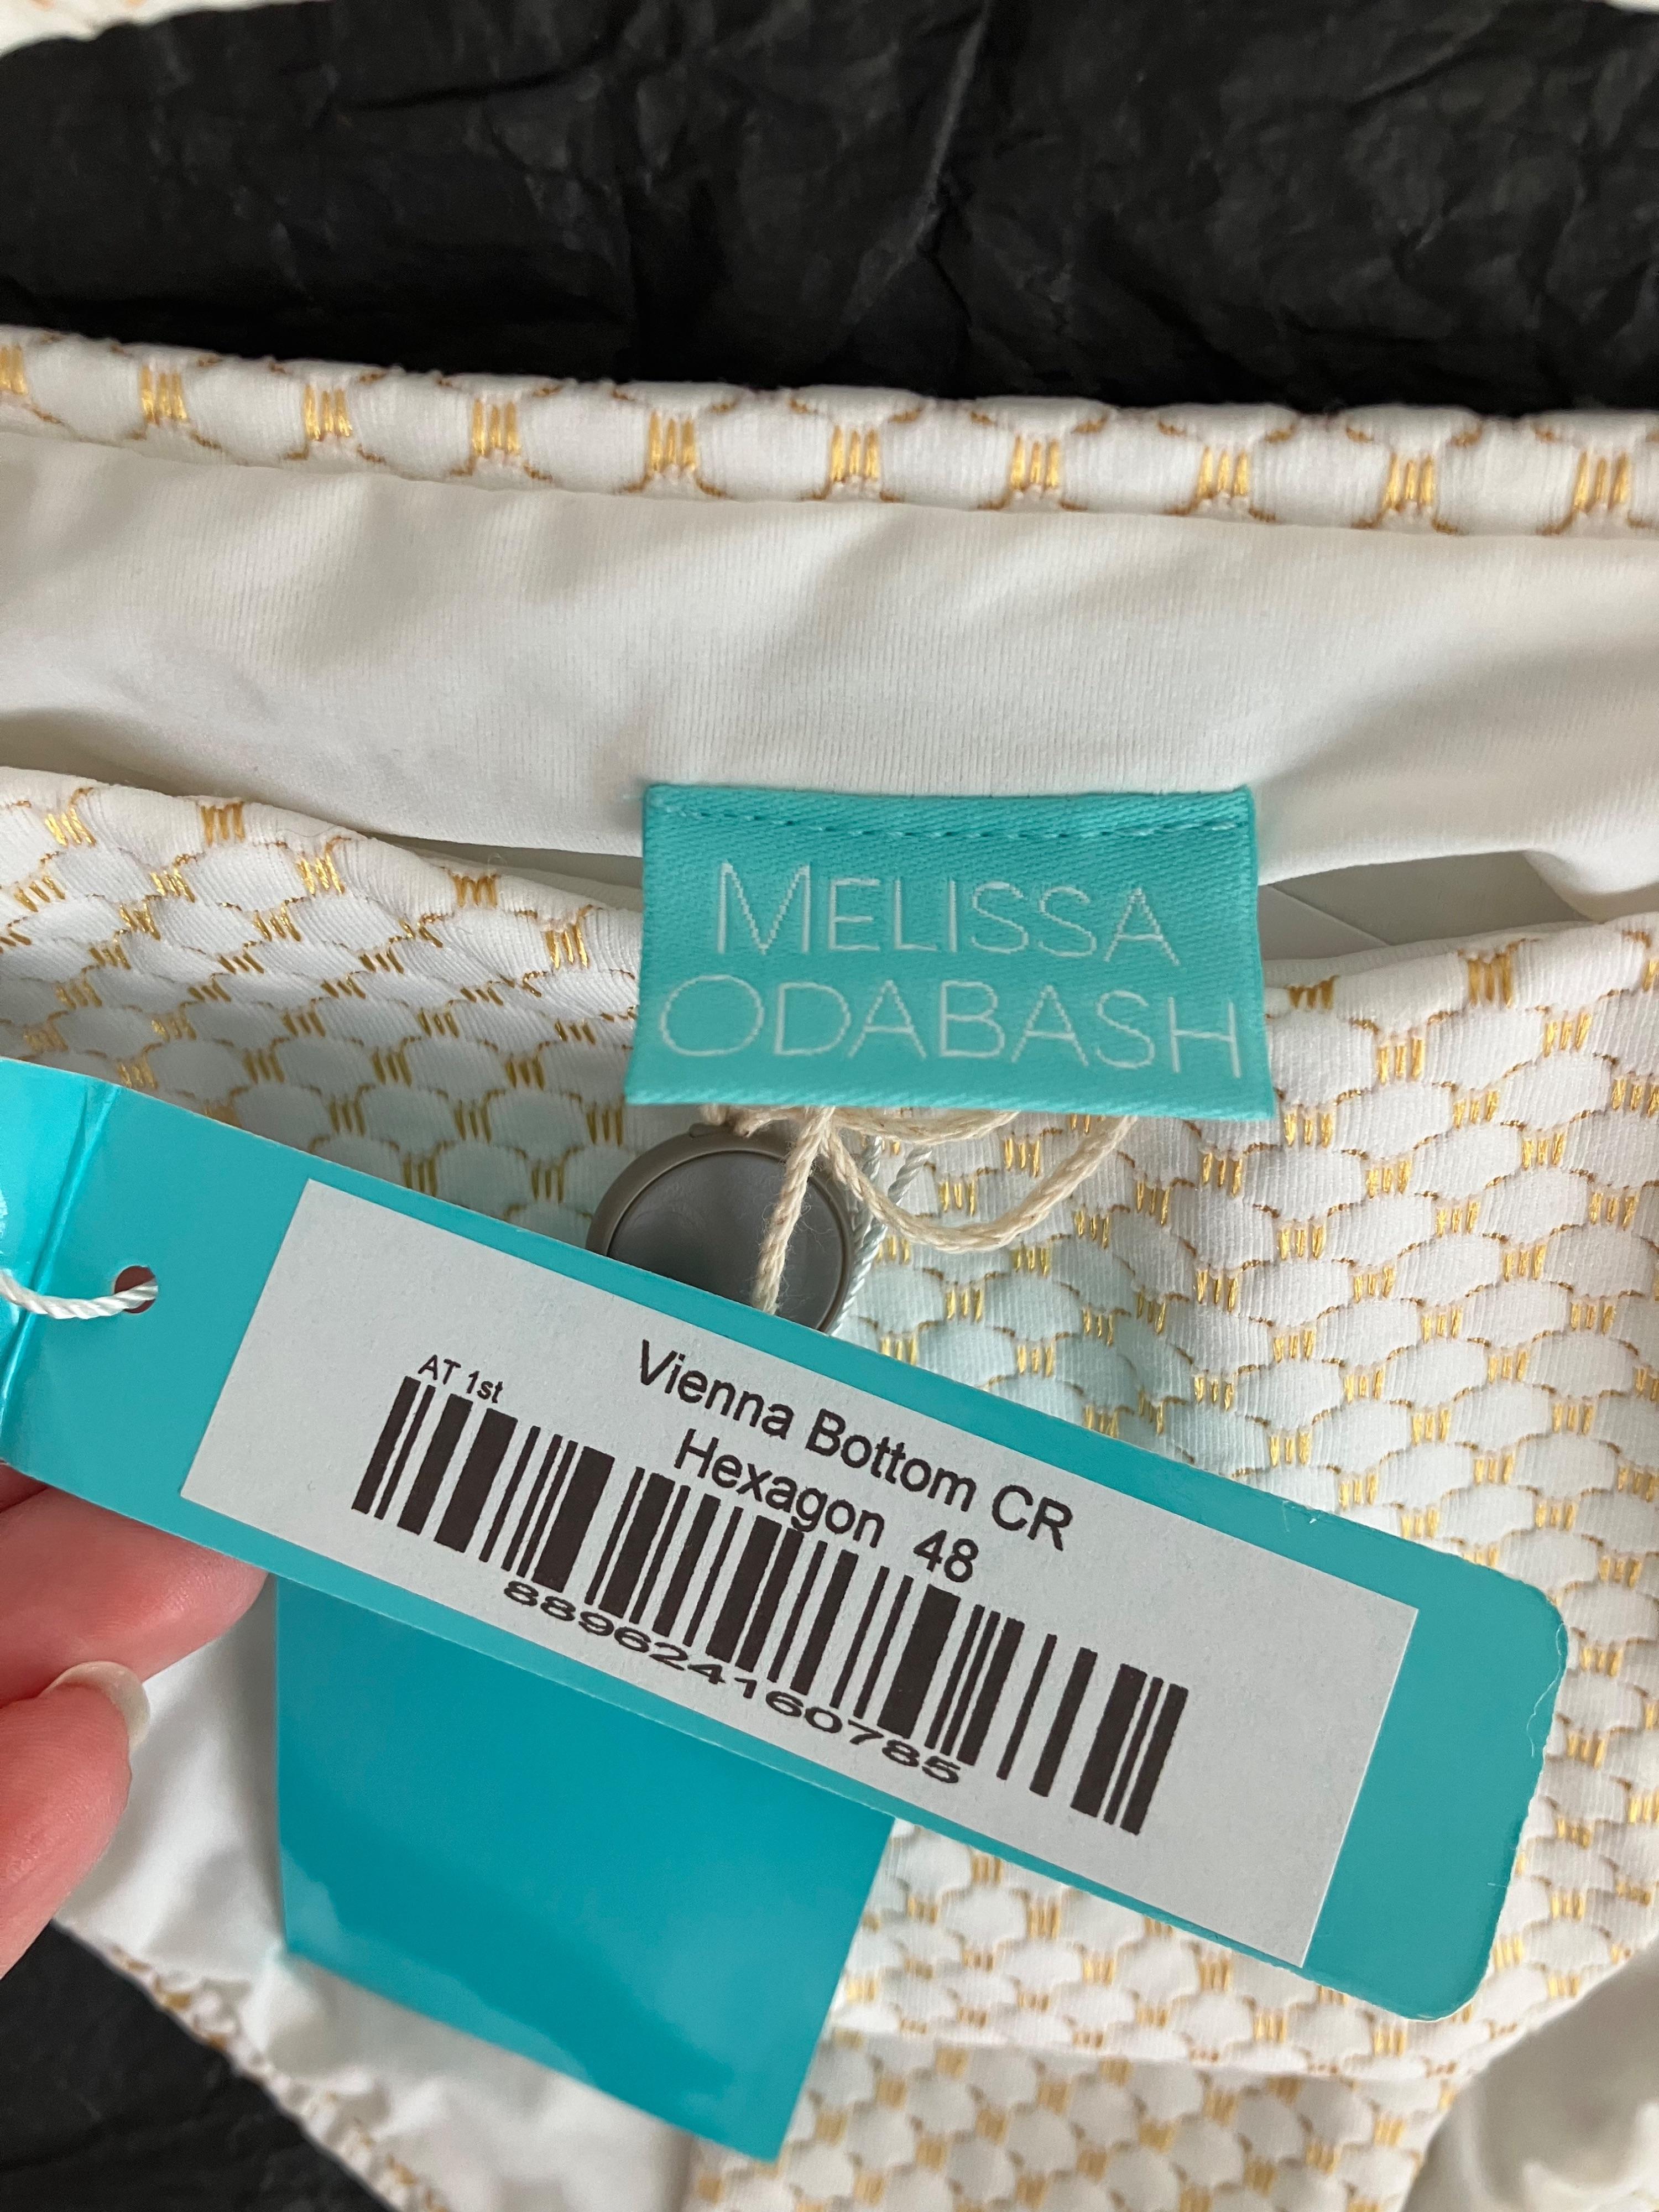 MELISSA
ODABASH
AT 1st
Vienna Bottom CR
Hexagon 48
889624160785